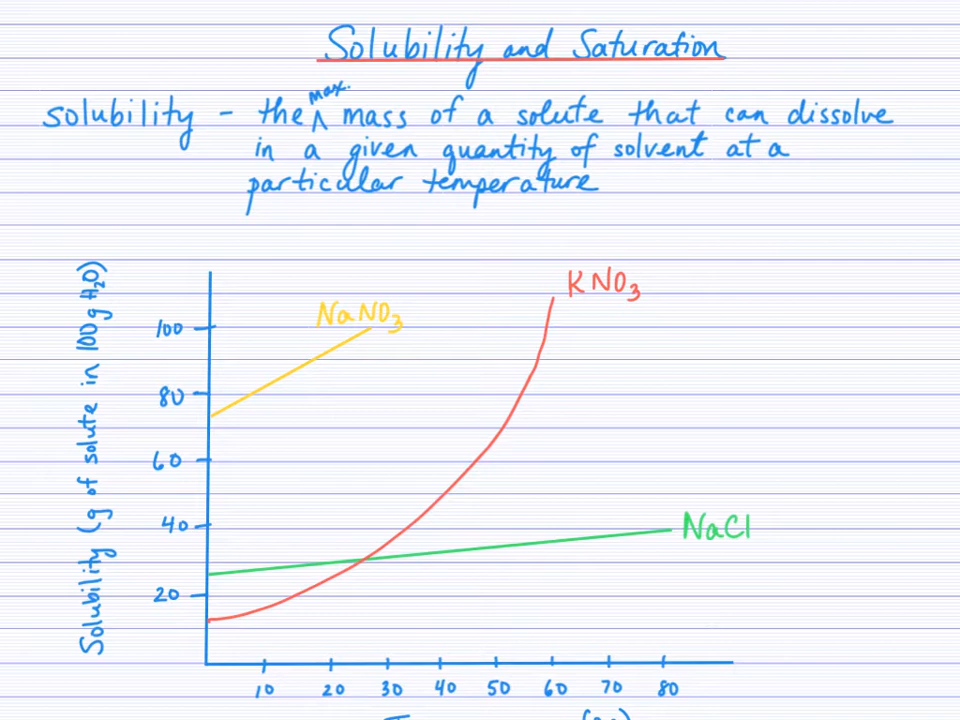 Solubility and Saturation
max.
solubility - the ^ mass of a solute that can dissolve
in a given quantity of solvent at a
particular temperature
Solubility (g of solute in 100g H₂O)
KNO₃
NaNO₃
100
80
60
40
NaCl
20
10 20 30 40 50 60 70 80